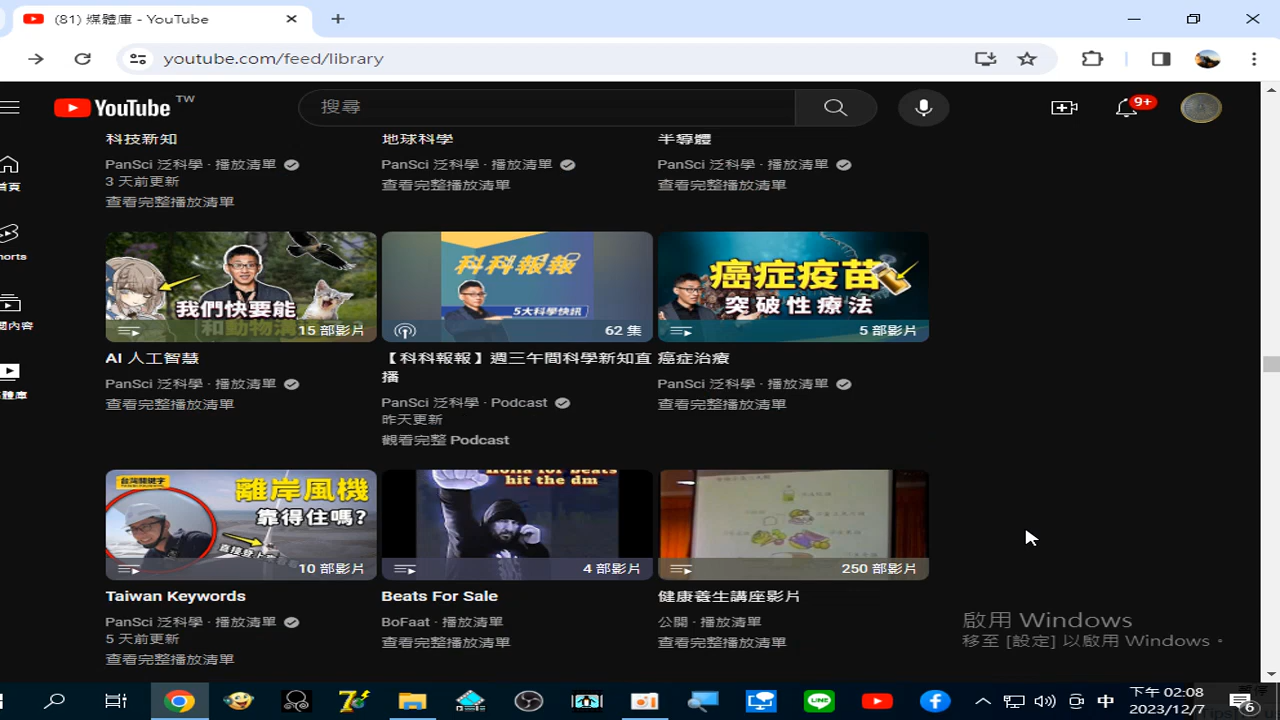 (81) 媒體庫 - YouTube
youtube.com/feed/library
YouTube TW
搜尋
9+
首頁
科技新知
PanSci 泛科學 · 播放清單
3 天前更新
查看完整播放清單
地球科學
PanSci 泛科學 · 播放清單
查看完整播放清單
半導體
PanSci 泛科學 · 播放清單
查看完整播放清單
horts
閱內容
體庫
我們快要能
和動物溝
15 部影片
AI 人工智慧
PanSci 泛科學 · 播放清單
查看完整播放清單
科科報報
5大科學快訊
62 集
【科科報報】週三午間科學新知直
播
PanSci 泛科學 · Podcast
昨天更新
觀看完整 Podcast
癌症疫苗
突破性療法
5 部影片
癌症治療
PanSci 泛科學 · 播放清單
查看完整播放清單
台灣關鍵字
離岸風機
靠得住嗎?
10 部影片
Taiwan Keywords
PanSci 泛科學 · 播放清單
5 天前更新
查看完整播放清單
hit the dm
4 部影片
Beats For Sale
BoFaat · 播放清單
查看完整播放清單
250 部影片
健康養生講座影片
公開 · 播放清單
查看完整播放清單
啟用 Windows
移至 [設定] 以啟用 Windows。
LINE
中
下午 02:08
2023/12/7
6